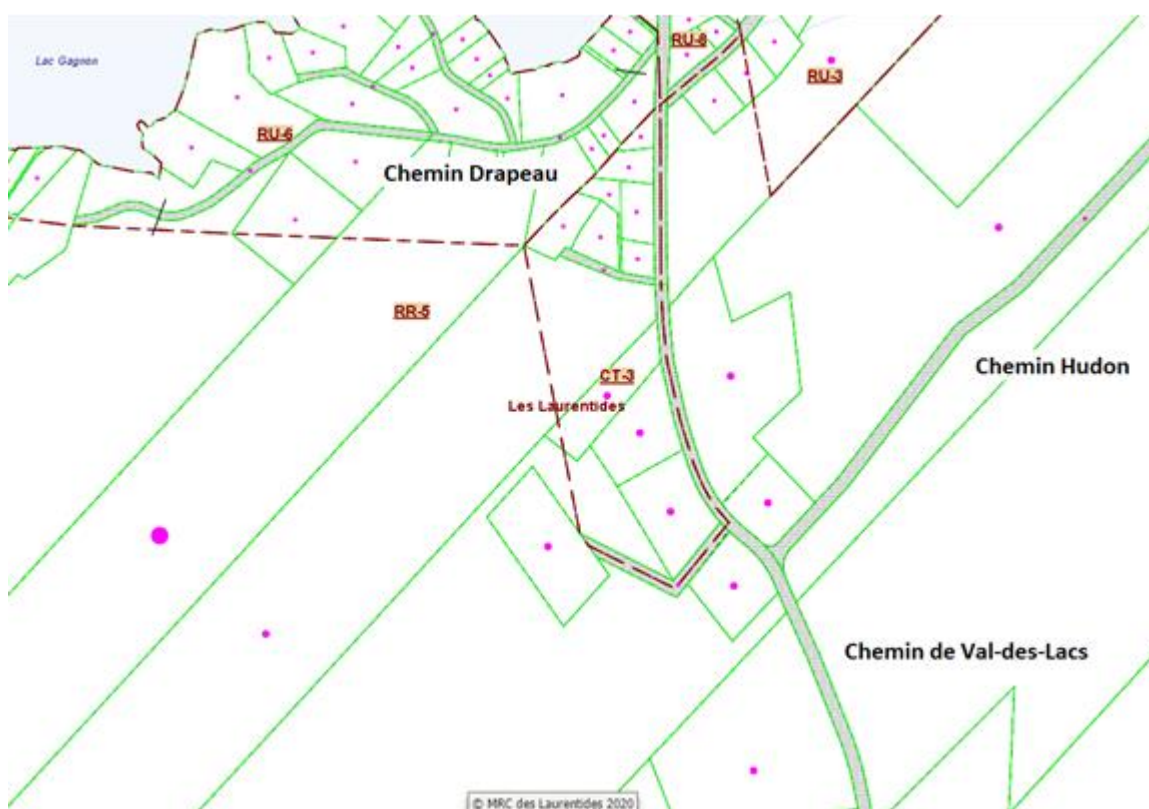 RU-8
Lac Gagnon
RU-3
RU-6
Chemin Drapeau
RR-5
Chemin Hudon
CT-3
Les Laurentides
Chemin de Val-des-Lacs
© MRC des Laurentides 2020